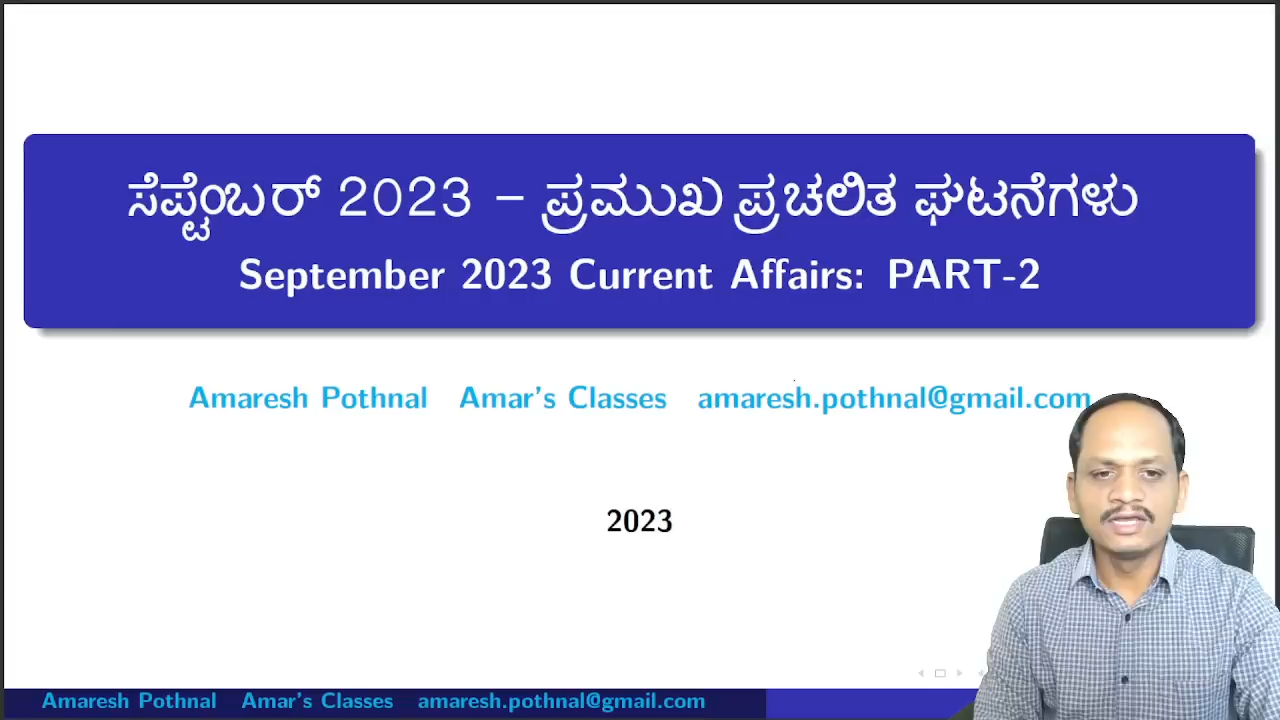 ಸೆಪ್ಟೆಂಬರ್ 2023 – ಪ್ರಮುಖ ಪ್ರಚಲಿತ ಘಟನೆಗಳು
September 2023 Current Affairs: PART-2
Amaresh Pothnal Amar's Classes amaresh.pothnal@gmail.com
2023
Amaresh Pothnal Amar's Classes amaresh.pothnal@gmail.com